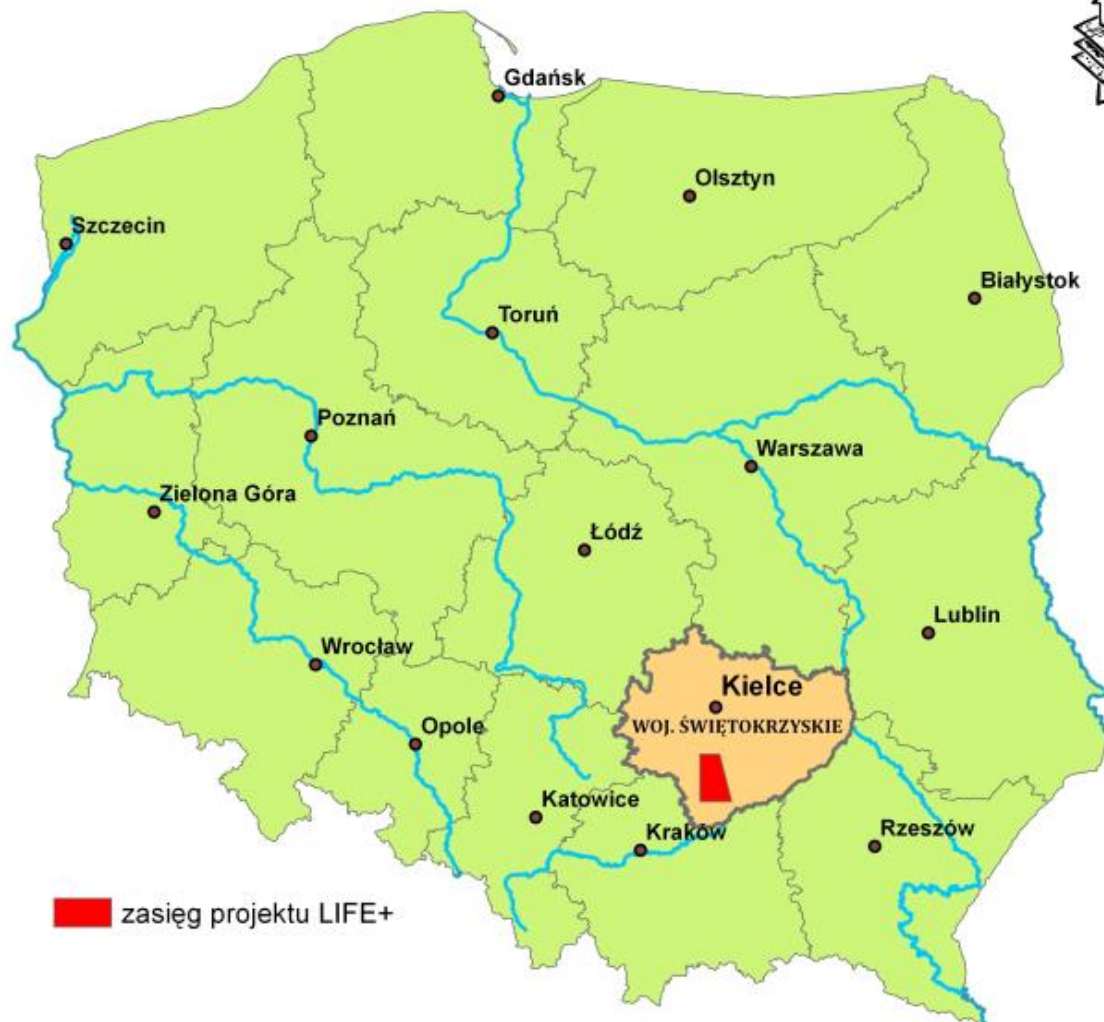 Gdańsk
Olsztyn
Szczecin
Białystok
Toruń
Poznań
Warszawa
Zielona Góra
Łódź
Lublin
Wrocław
Kielce
WOJ. ŚWIĘTOKRZYSKIE
Opole
Katowice
Kraków
Rzeszów
zasięg projektu LIFE+